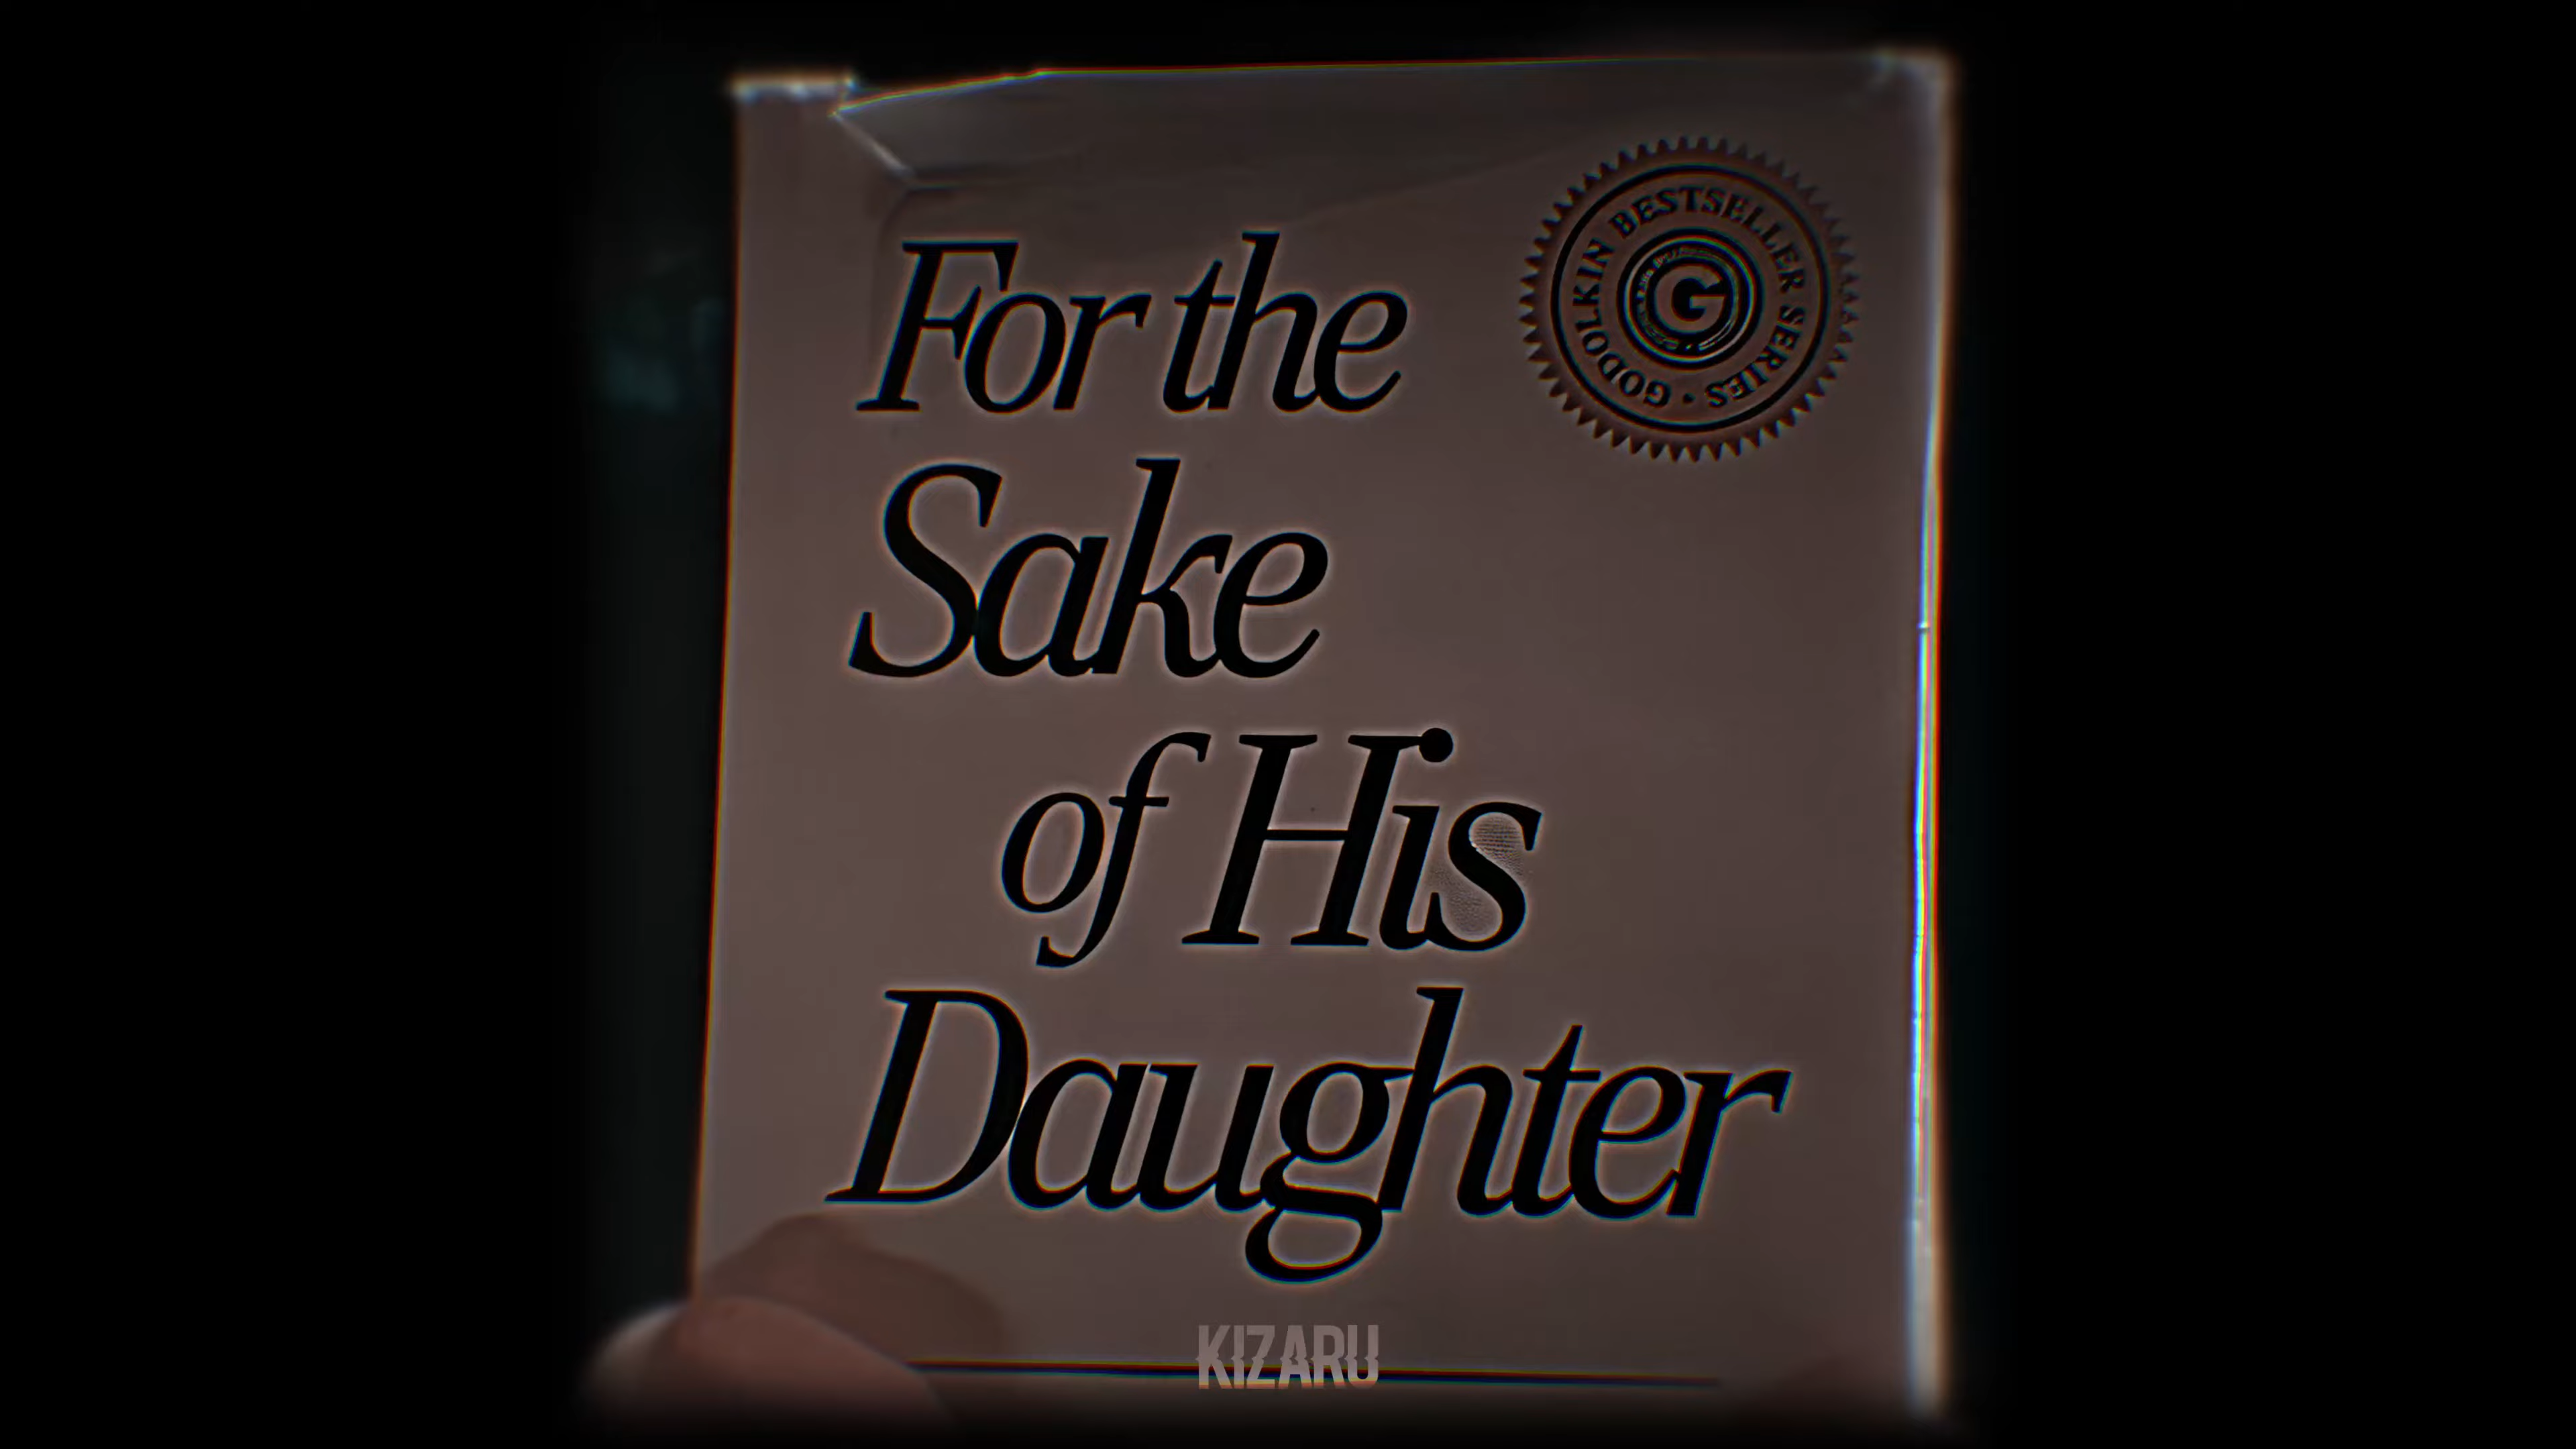 For the
Sake
of His
Daughter
GODOLKIN BESTSELLER SERIES •
G
KIZARU